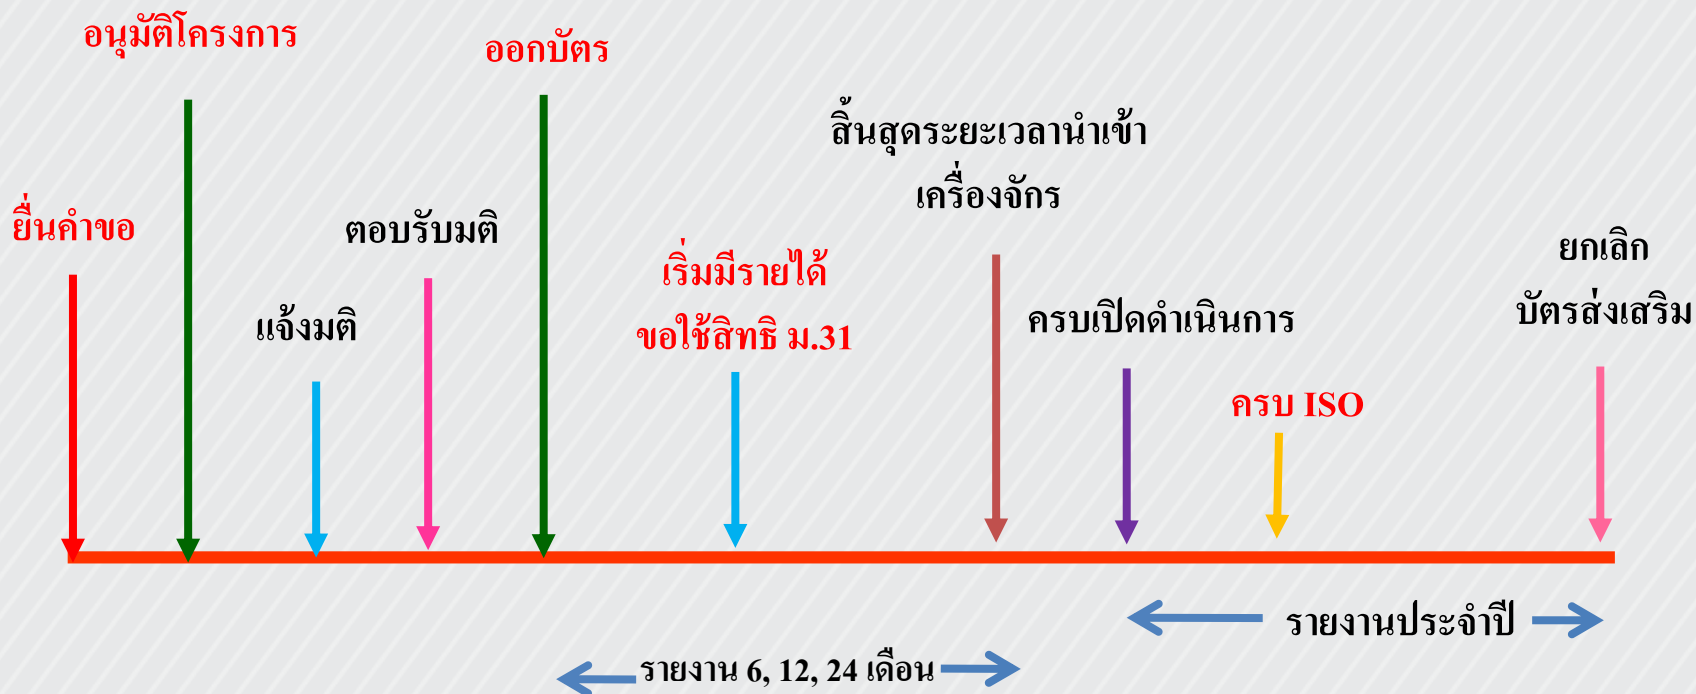 อนุมัติโครงการ
ออกบัตร
สิ้นสุดระยะเวลานำเข้า
เครื่องจักร
ยื่นคำขอ
ตอบรับมติ
แจ้งมติ
เริ่มมีรายได้
ขอใช้สิทธิ ม.31
ครบเปิดดำเนินการ
ครบ ISO
ยกเลิก
บัตรส่งเสริม
รายงานประจำปี
รายงาน 6, 12, 24 เดือน